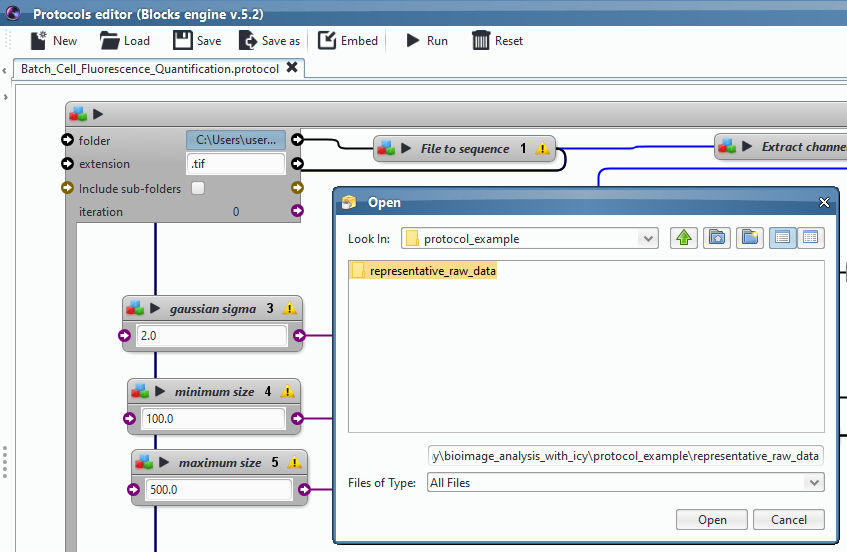 Protocols editor (Blocks engine v.5.2)
New Load Save Save as Embed Run Reset
Batch_Cell_Fluorescence_Quantification.protocol
folder C:\Users\user...
extension .tif
Include sub-folders
iteration 0
File to sequence 1
Extract channe
gaussian sigma 3
2.0
minimum size 4
100.0
maximum size 5
500.0
Open
Look In: protocol_example
representative_raw_data
y\bioimage_analysis_with_icy\protocol_example\representative_raw_data
Files of Type: All Files
Open Cancel